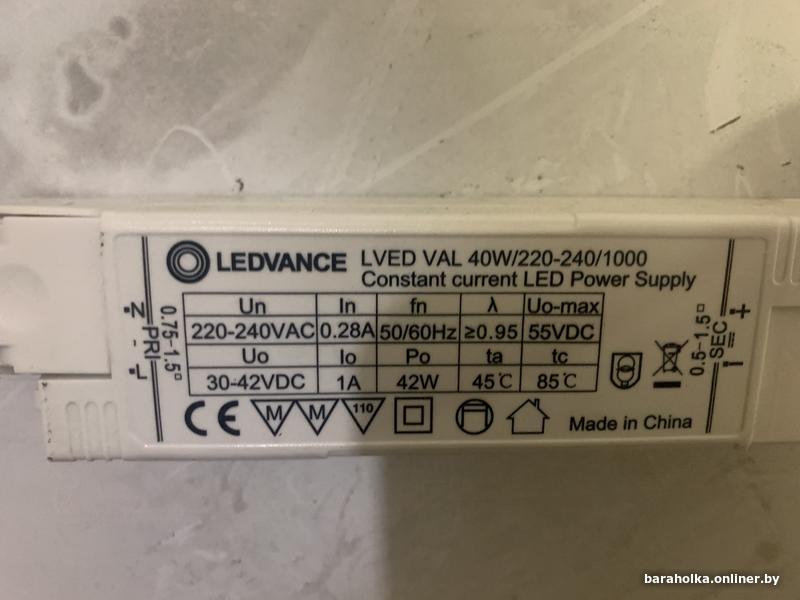 LEDVANCE LVED VAL 40W/220-240/1000
Constant current LED Power Supply
Un In fn λ Uo-max
220-240VAC 0.28A 50/60Hz ≥0.95 55VDC
Uo Io Po ta tc
30-42VDC 1A 42W 45℃ 85℃
N - L
PRI
0.75-1.5□
0.5-1.5□
SEC
+ -
CE M M 110
Made in China
baraholka.onliner.by